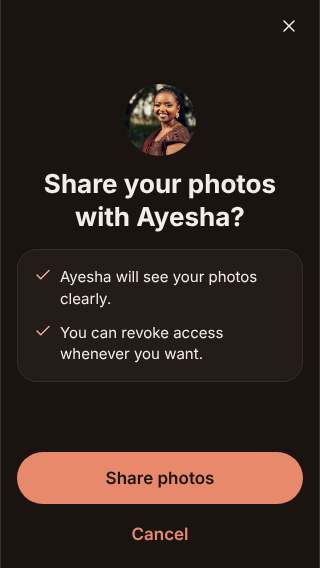 Share your photos
with Ayesha?
Ayesha will see your photos
clearly.
You can revoke access
whenever you want.
Share photos
Cancel